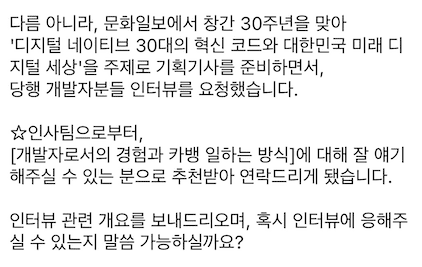 다름 아니라, 문화일보에서 창간 30주년을 맞아
'디지털 네이티브 30대의 혁신 코드와 대한민국 미래 디
지털 세상'을 주제로 기획기사를 준비하면서,
당행 개발자분들 인터뷰를 요청했습니다.
☆인사팀으로부터,
[개발자로서의 경험과 카뱅 일하는 방식]에 대해 잘 얘기
해주실 수 있는 분으로 추천받아 연락드리게 됐습니다.
인터뷰 관련 개요를 보내드리오며, 혹시 인터뷰에 응해주
실 수 있는지 말씀 가능하실까요?